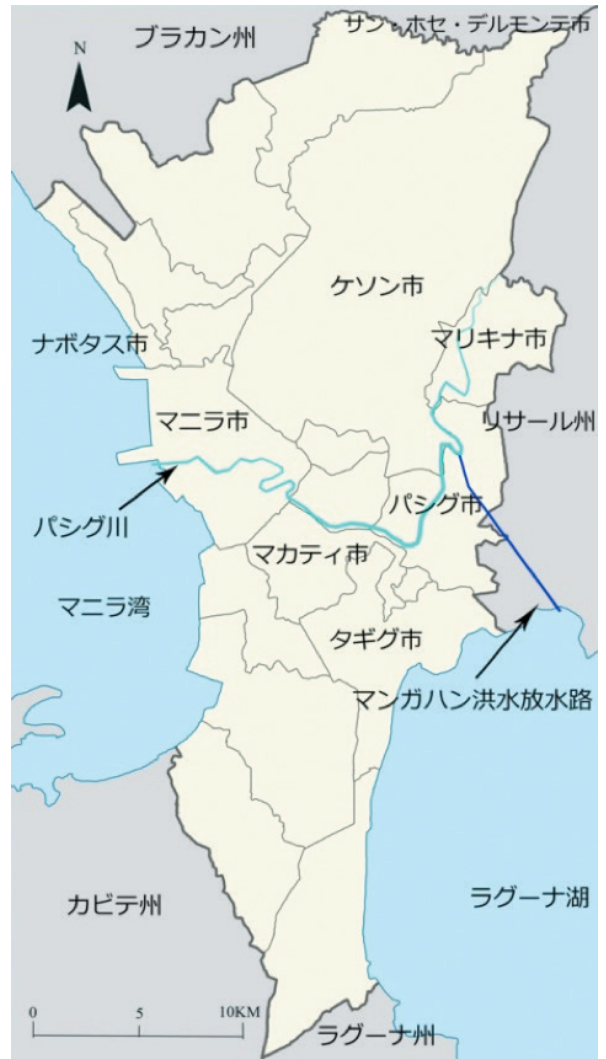 サン・ホセ・デルモンテ市
ブラカン州
N
ケソン市
マリキナ市
ナボタス市
マニラ市
リサール州
パシグ市
パシグ川
マカティ市
マニラ湾
タギグ市
マンガハン洪水放水路
カビテ州
ラグーナ湖
0 5 10KM
ラグーナ州